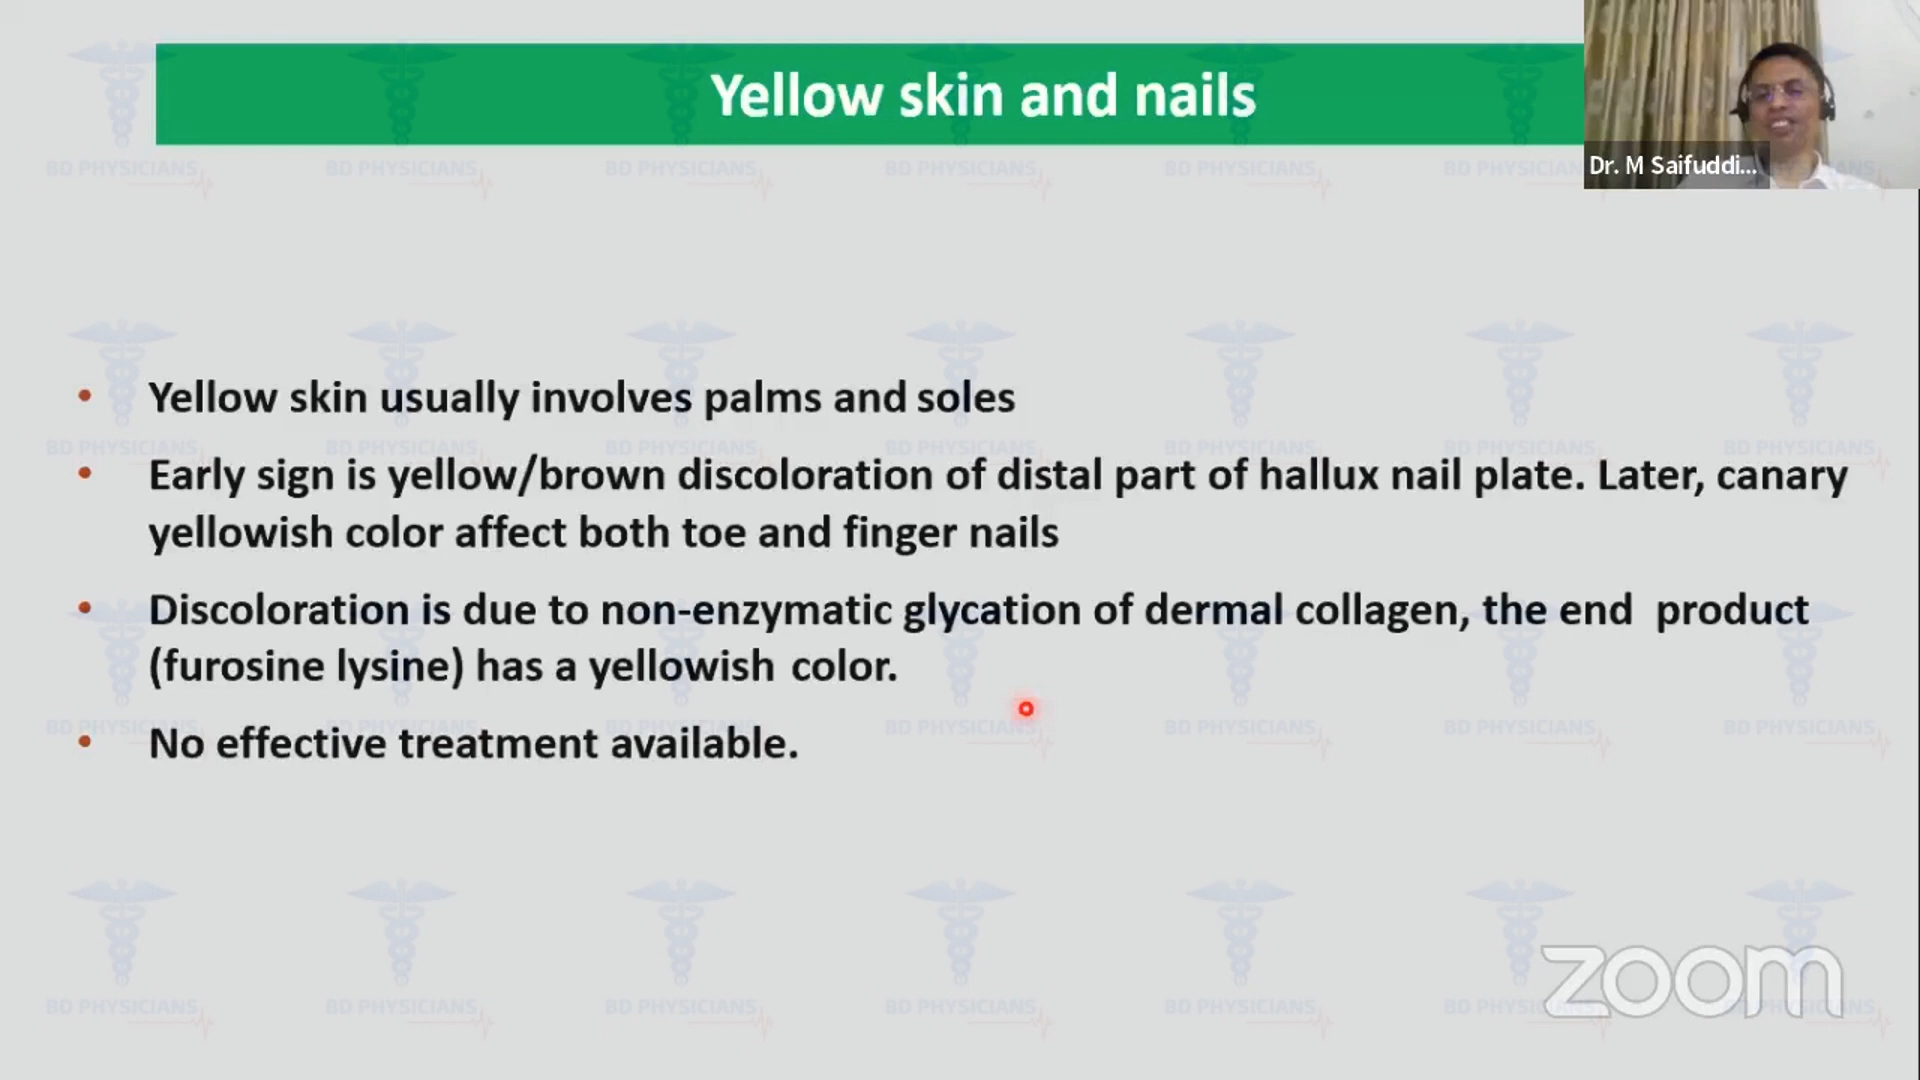 Yellow skin and nails
Dr. M Saifuddi...
BD PHYSICIANS
• Yellow skin usually involves palms and soles
• Early sign is yellow/brown discoloration of distal part of hallux nail plate. Later, canary
yellowish color affect both toe and finger nails
• Discoloration is due to non-enzymatic glycation of dermal collagen, the end product
(furosine lysine) has a yellowish color.
• No effective treatment available.
zoom